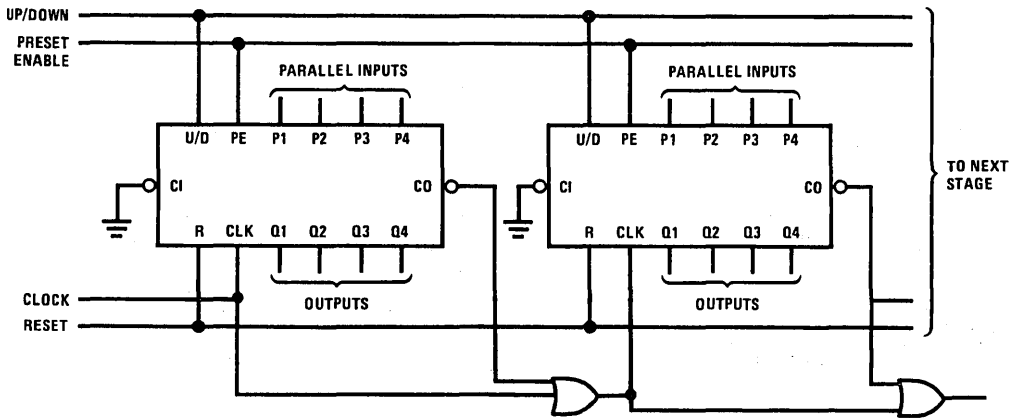 UP/DOWN
PRESET
ENABLE
PARALLEL INPUTS
PARALLEL INPUTS
U/D PE P1 P2 P3 P4
U/D PE P1 P2 P3 P4
CI CO
CI CO
TO NEXT
STAGE
R CLK Q1 Q2 Q3 Q4
R CLK Q1 Q2 Q3 Q4
OUTPUTS
OUTPUTS
CLOCK
RESET